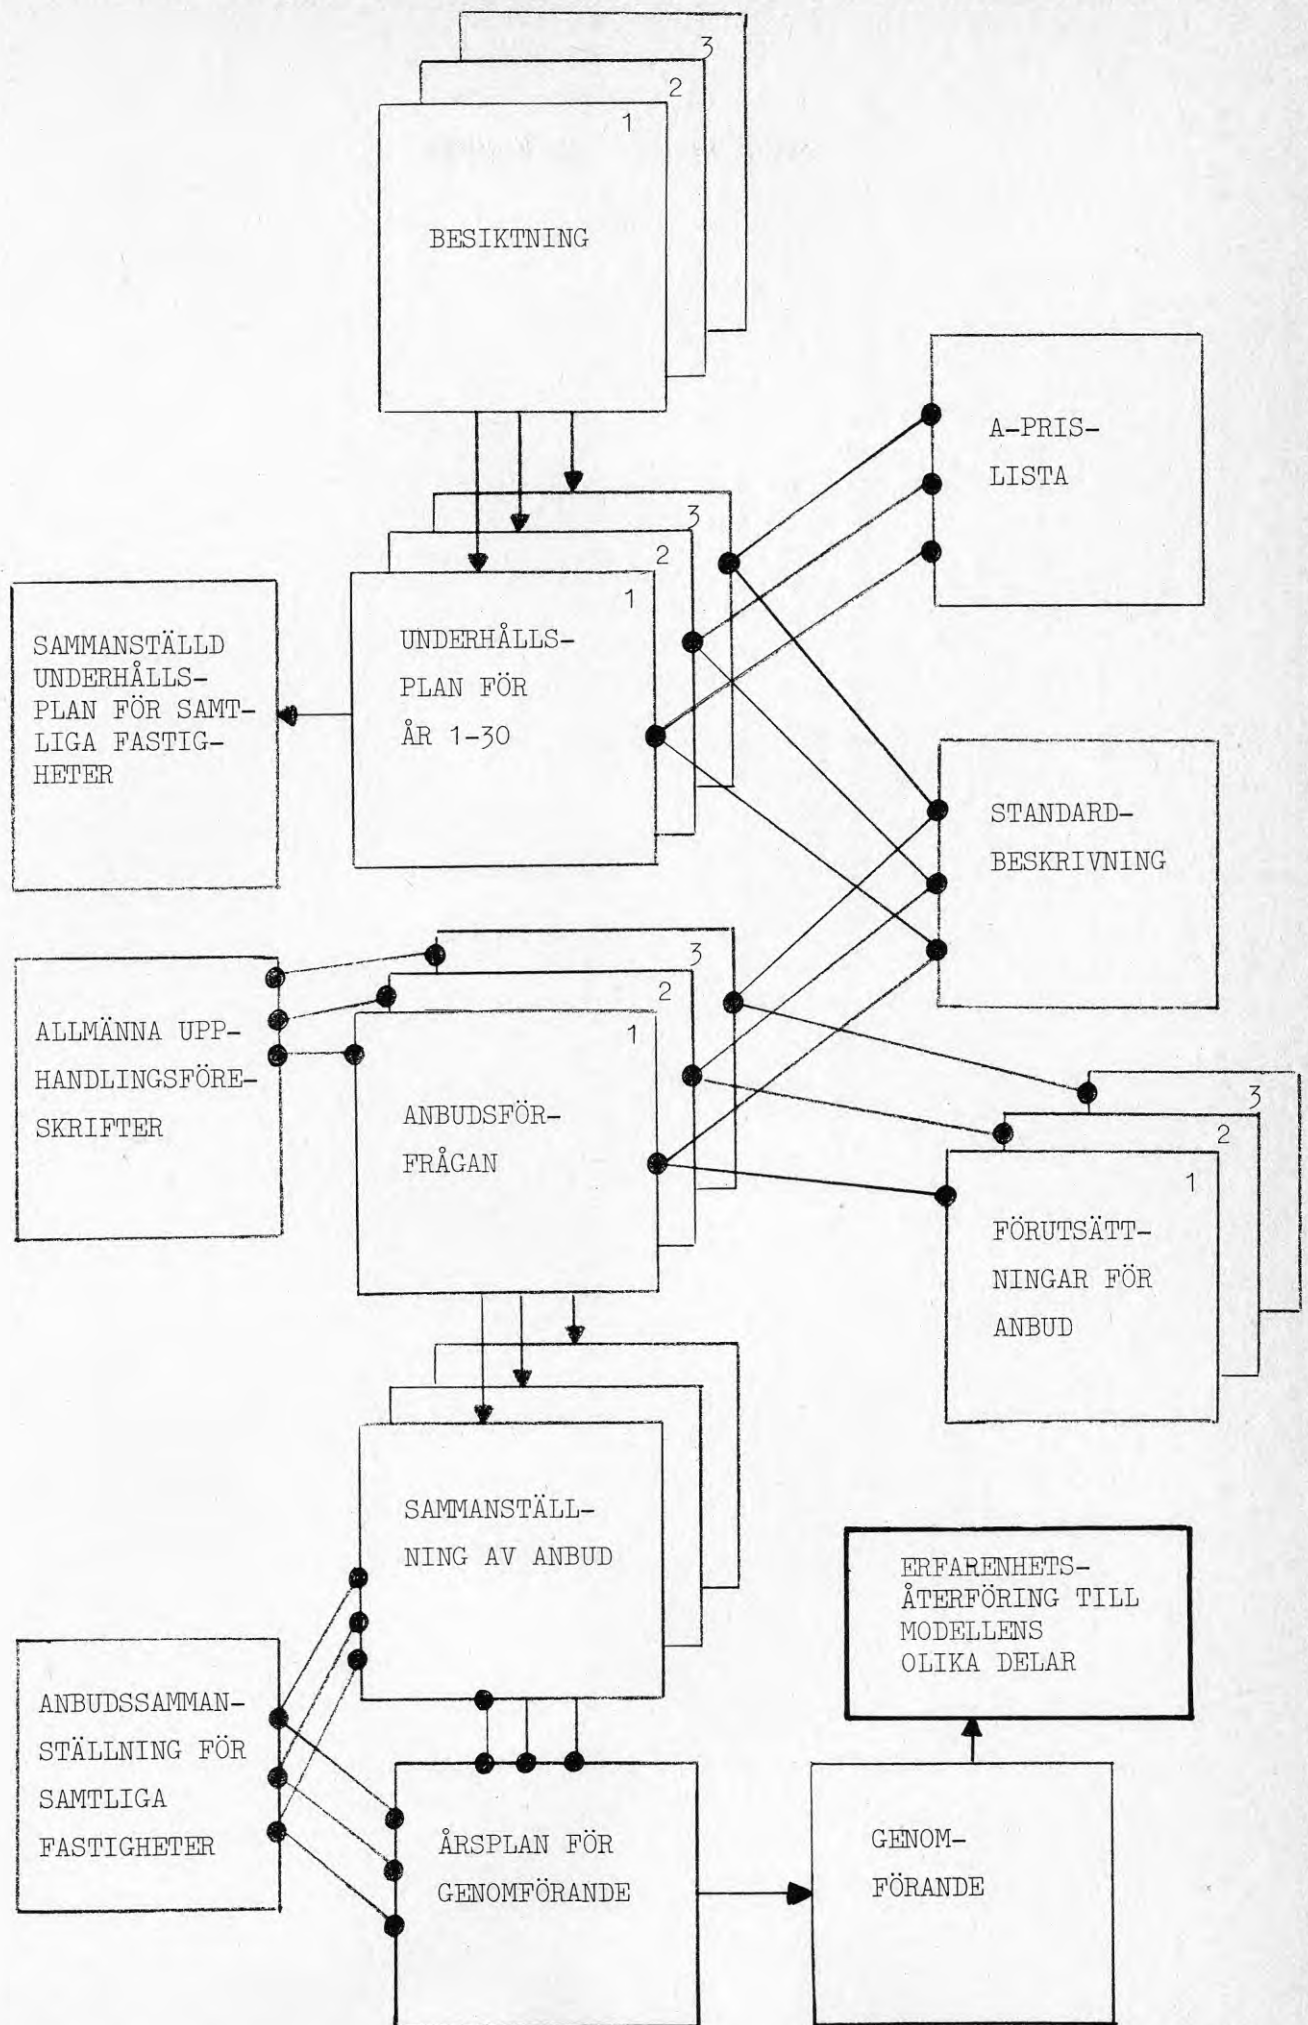 3
2
1
BESIKTNING
A-PRIS-
LISTA
3
2
1
UNDERHÅLLS-
PLAN FÖR
ÅR 1-30
SAMMANSTÄLLD
UNDERHÅLLS-
PLAN FÖR SAMT-
LIGA FASTIG-
HETER
STANDARD-
BESKRIVNING
ALLMÄNNA UPP-
HANDLINGSFÖRE-
SKRIFTER
3
2
1
ANBUDSFÖR-
FRÅGAN
3
2
1
FÖRUTSÄTT-
NINGAR FÖR
ANBUD
SAMMANSTÄLL-
NING AV ANBUD
ERFARENHETS-
ÅTERFÖRING TILL
MODELLENS
OLIKA DELAR
ANBUDSSAMMAN-
STÄLLNING FÖR
SAMTLIGA
FASTIGHETER
ÅRSPLAN FÖR
GENOMFÖRANDE
GENOM-
FÖRANDE